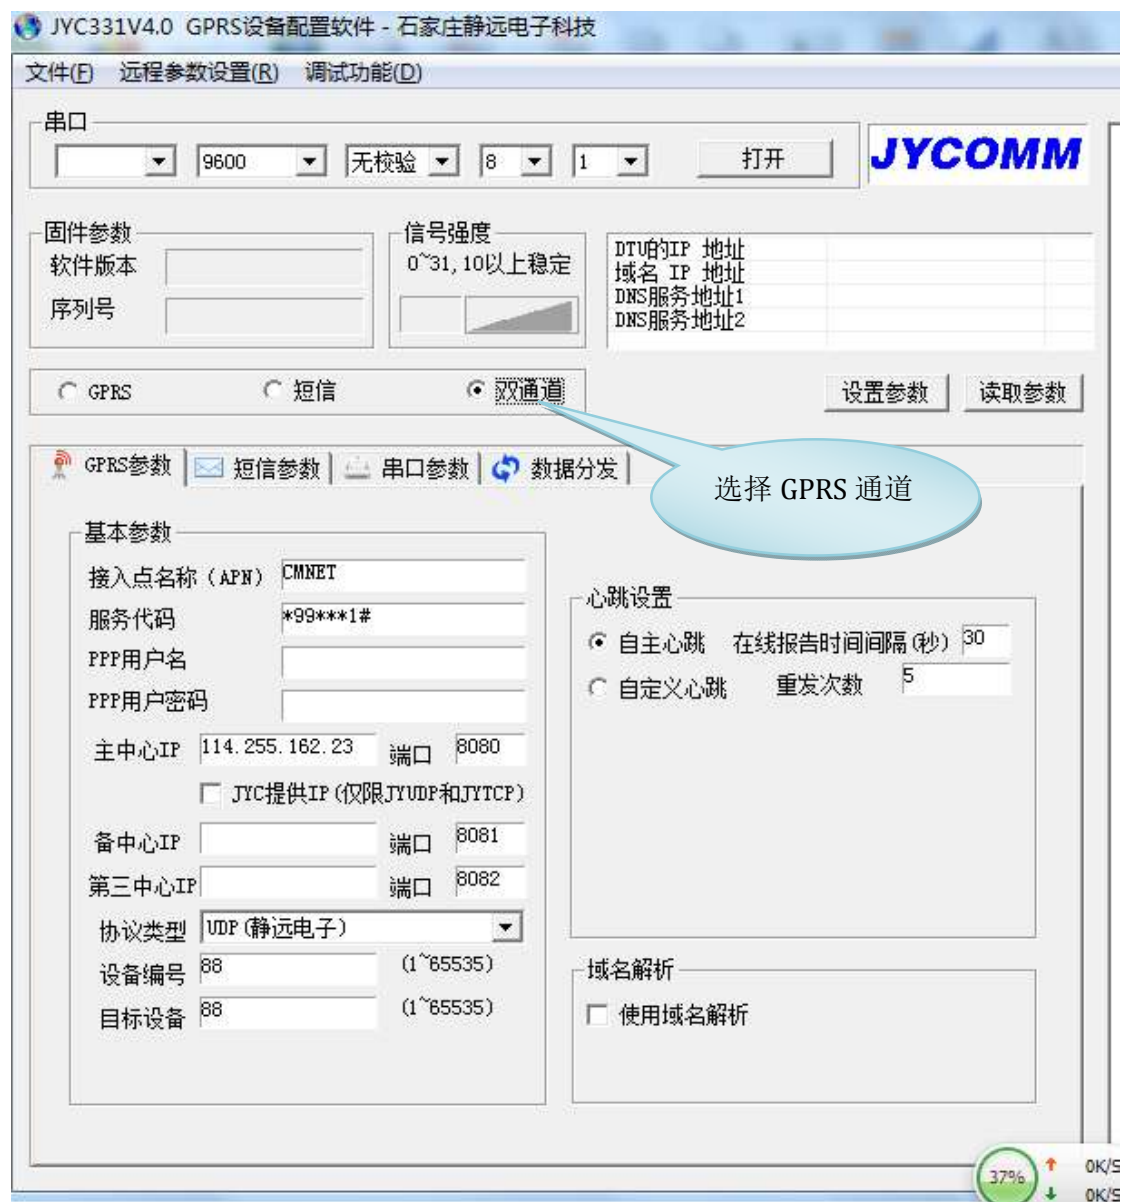 JYC331V4.0 GPRS设备配置软件 - 石家庄静远电子科技
文件(F) 远程参数设置(R) 调试功能(D)
串口
9600 无校验 8 1 打开
JYCOMM
固件参数
软件版本
序列号
信号强度
0~31,10以上稳定
DTU的IP 地址
域名 IP 地址
DNS服务地址1
DNS服务地址2
GPRS 短信 双通道
设置参数 读取参数
选择 GPRS 通道
GPRS参数 短信参数 串口参数 数据分发
基本参数
接入点名称（APN） CMNET
服务代码 *99***1#
PPP用户名
PPP用户密码
主中心IP 114.255.162.23 端口 8080
JYC提供IP(仅限JYUDP和JYTCP)
备中心IP 端口 8081
第三中心IP 端口 8082
协议类型 UDP(静远电子)
设备编号 88 (1~65535)
目标设备 88 (1~65535)
心跳设置
自主心跳 在线报告时间间隔(秒) 30
自定义心跳 重发次数 5
域名解析
使用域名解析
37% 0K/S
0K/S